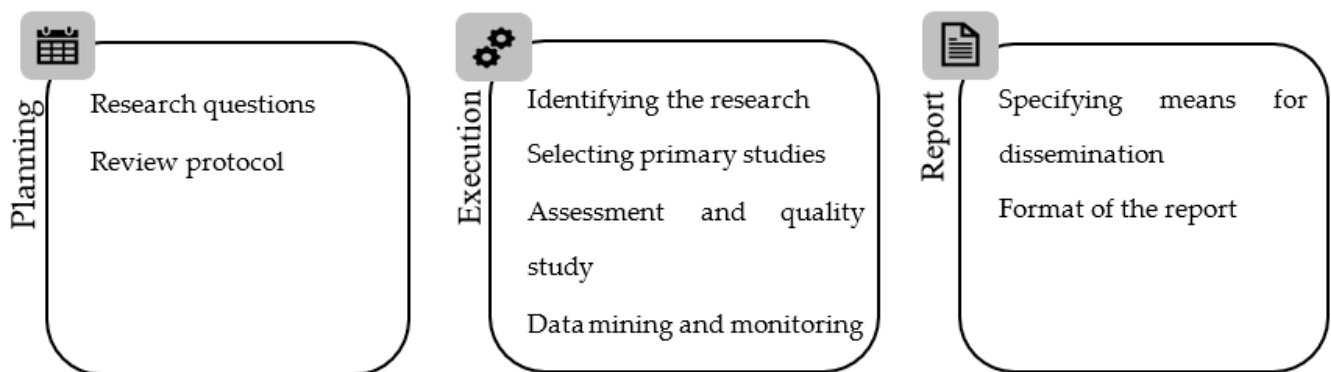 Planning
Research questions
Review protocol
Execution
Identifying the research
Selecting primary studies
Assessment and quality
study
Data mining and monitoring
Report
Specifying means for
dissemination
Format of the report